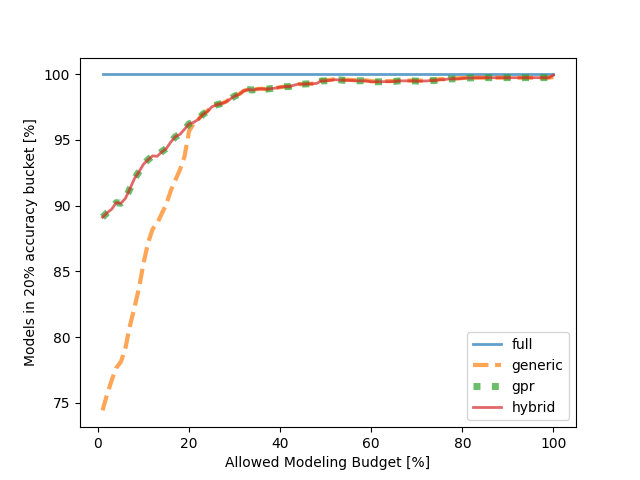 100
95
90
85
80
75
Models in 20% accuracy bucket [%]
full
generic
gpr
hybrid
0 20 40 60 80 100
Allowed Modeling Budget [%]